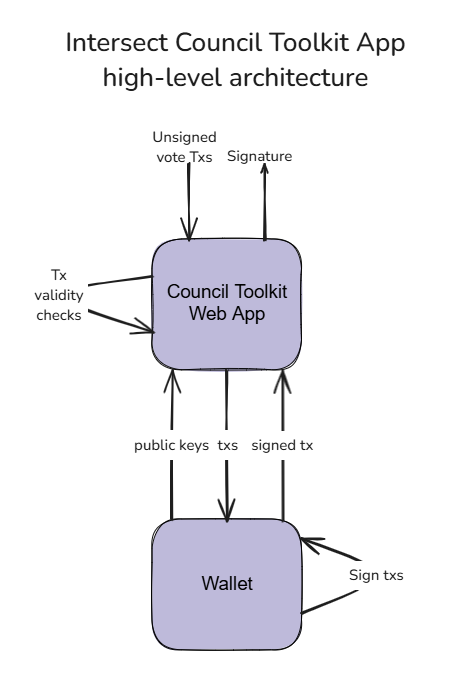 Intersect Council Toolkit App
high-level architecture
Unsigned
vote Txs
Signature
Tx
validity
checks
Council Toolkit
Web App
public keys
txs
signed tx
Wallet
Sign txs